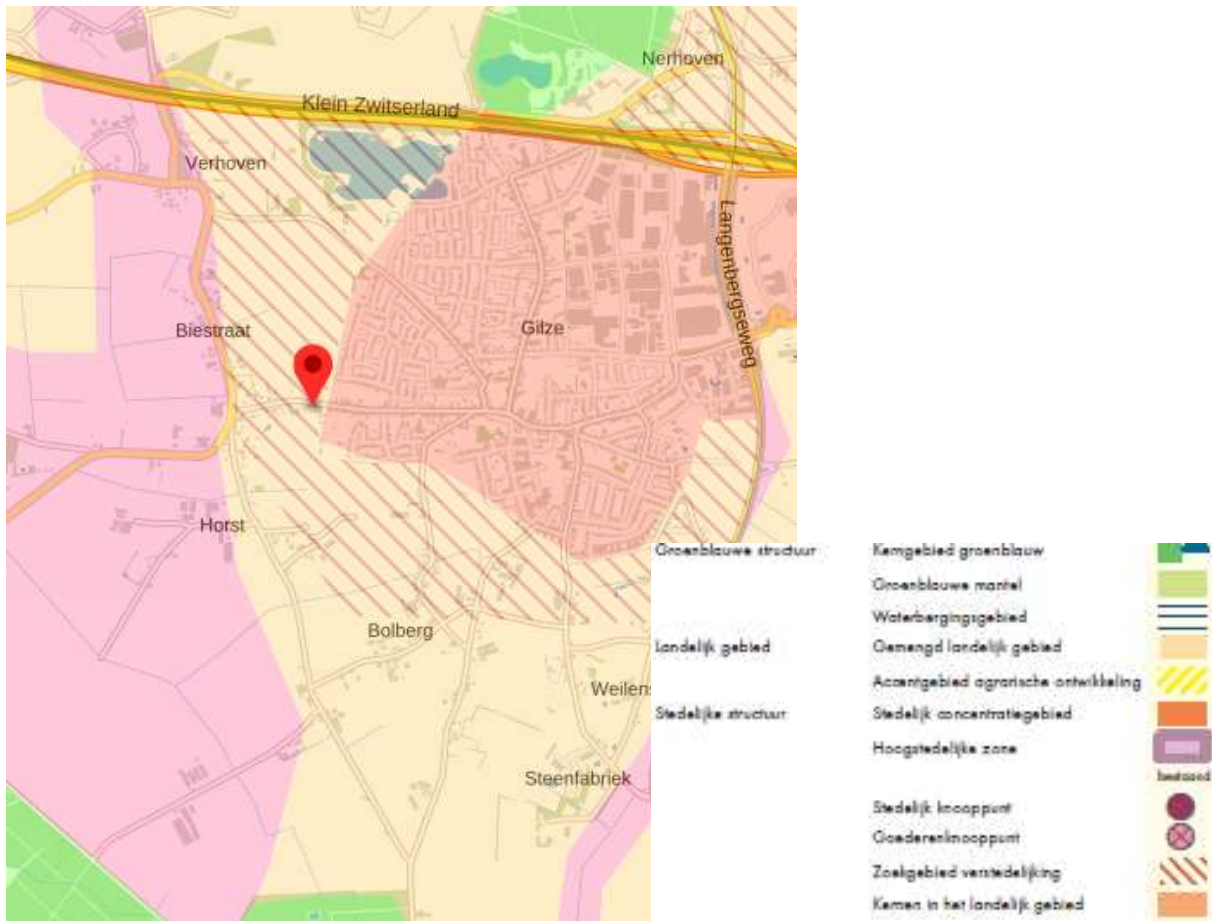 Nerhoven
Klein Zwitserland
Verhoven
Langenbergseweg
Biestraat
Gilze
Horst
Bolberg
Weilens
Steenfabriek
Groenblauwe structuur Kerngebied groenblauw
Groenblauwe mantel
Waterbergingsgebied
Landelijk gebied Gemengd landelijk gebied
Accentgebied agrarische ontwikkeling
Stedelijke structuur Stedelijk concentratiegebied
Hoogstedelijke zone
bestaand
Stedelijk knooppunt
Goederenknooppunt
Zoekgebied verstedelijking
Kernen in het landelijk gebied